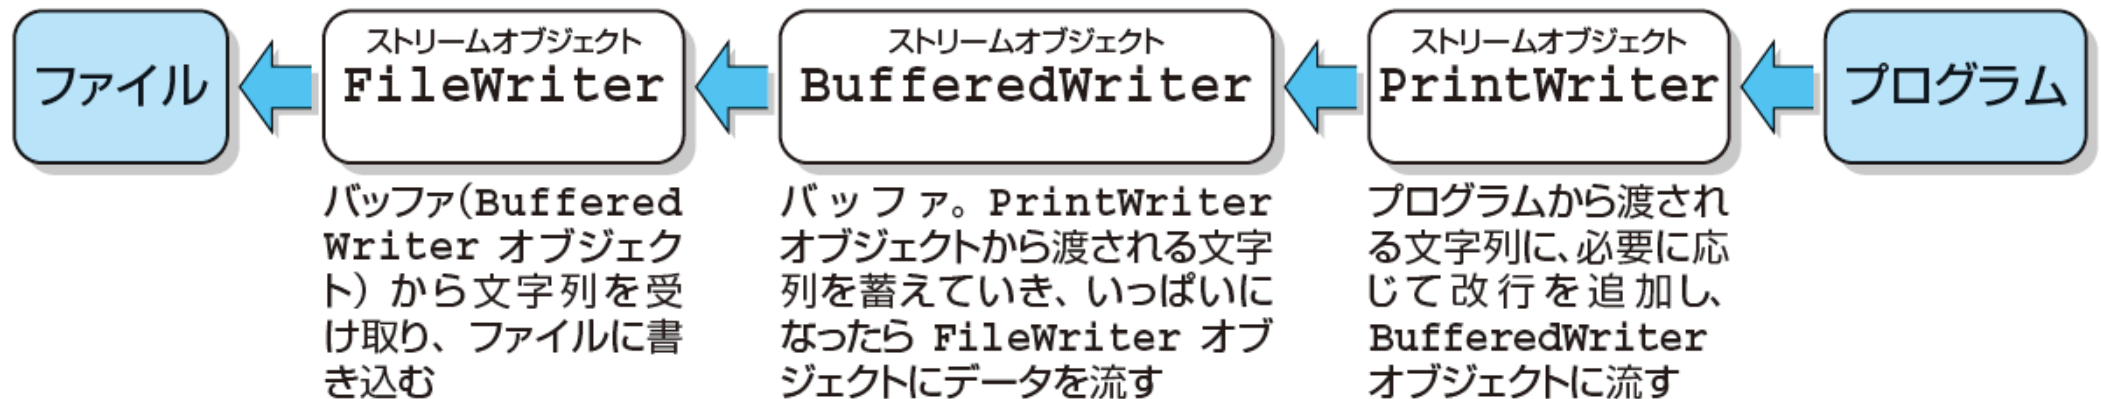 ファイル
ストリームオブジェクト
FileWriter
バッファ(Buffered
Writer オブジェク
ト)から文字列を受
け取り、ファイルに書
き込む
ストリームオブジェクト
BufferedWriter
バッファ。PrintWriter
オブジェクトから渡される文字
列を蓄えていき、いっぱいに
なったら FileWriter オブ
ジェクトにデータを流す
ストリームオブジェクト
PrintWriter
プログラムから渡され
る文字列に、必要に応
じて改行を追加し、
BufferedWriter
オブジェクトに流す
プログラム